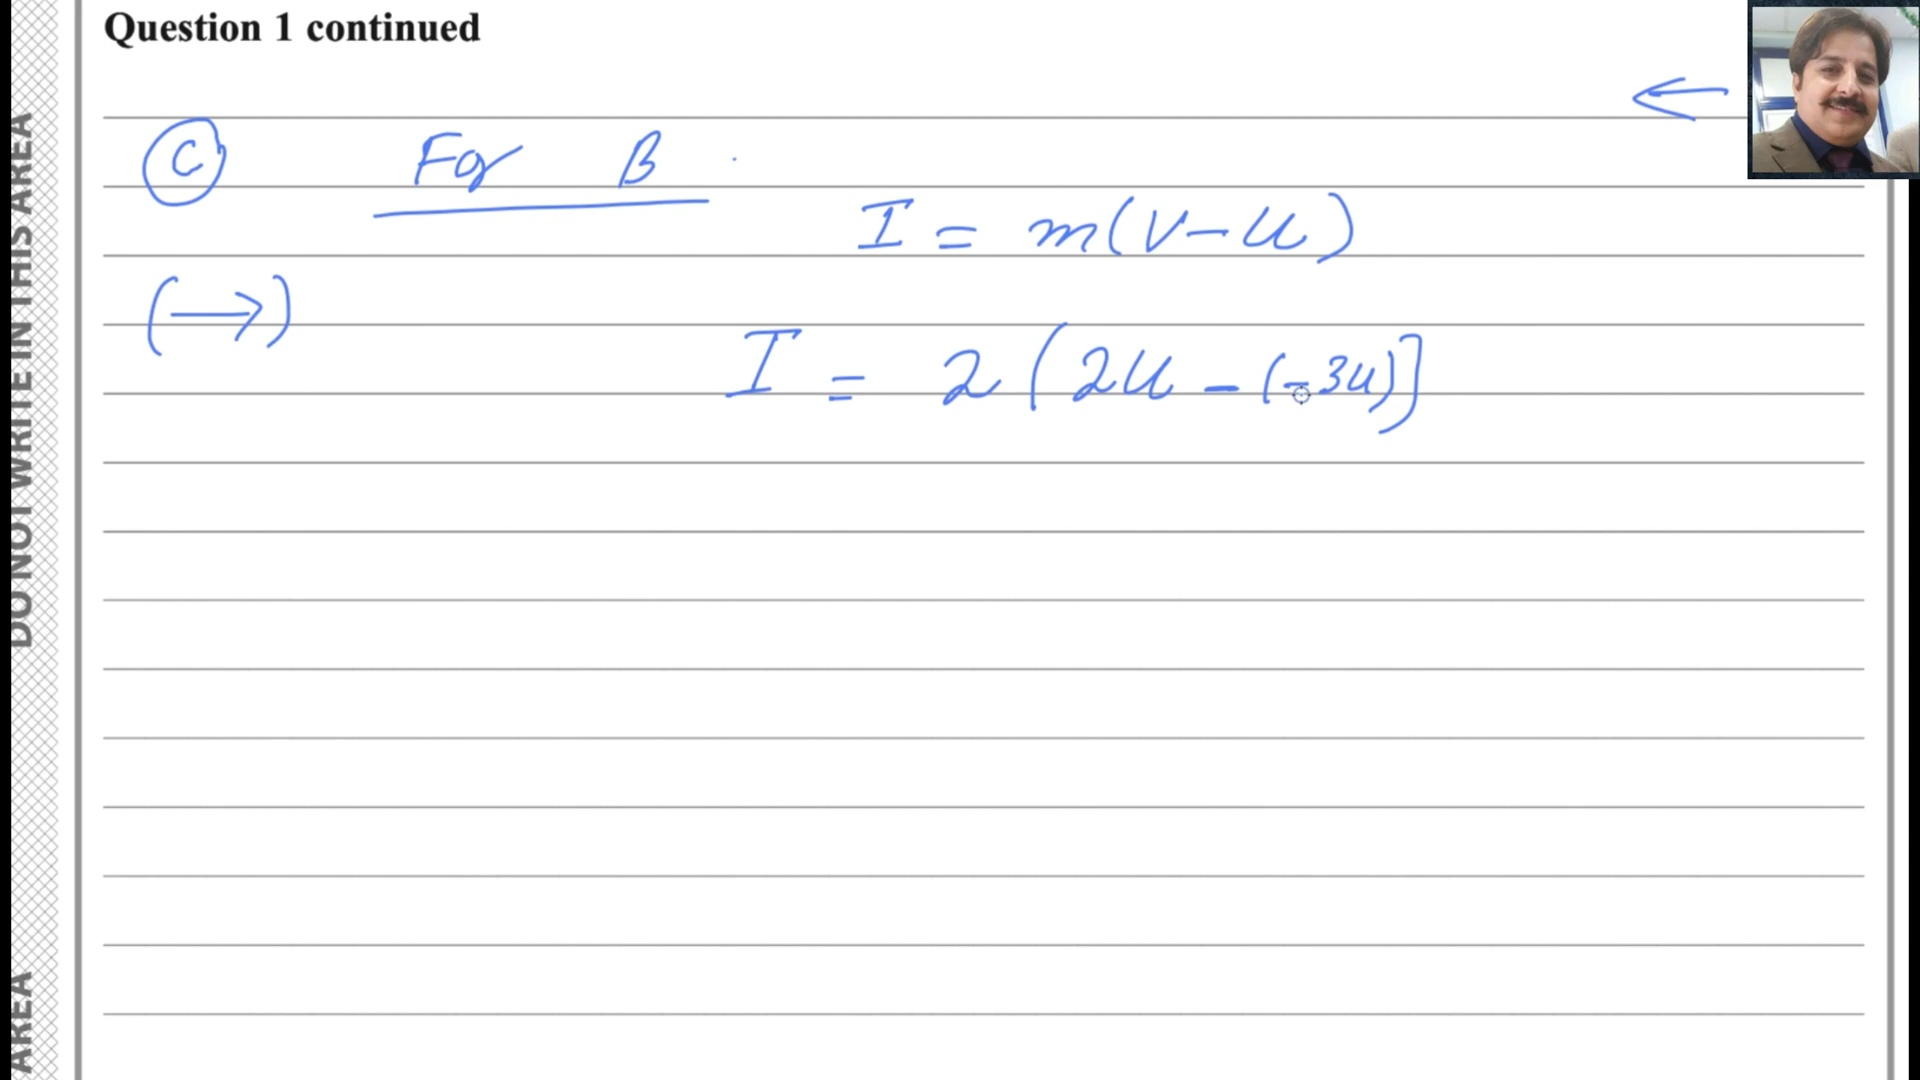 Question 1 continued
←
C For B
I = m(V-U)
(→)
I = 2(2U - (-3U)]
DO NOT WRITE IN THIS AREA
AREA